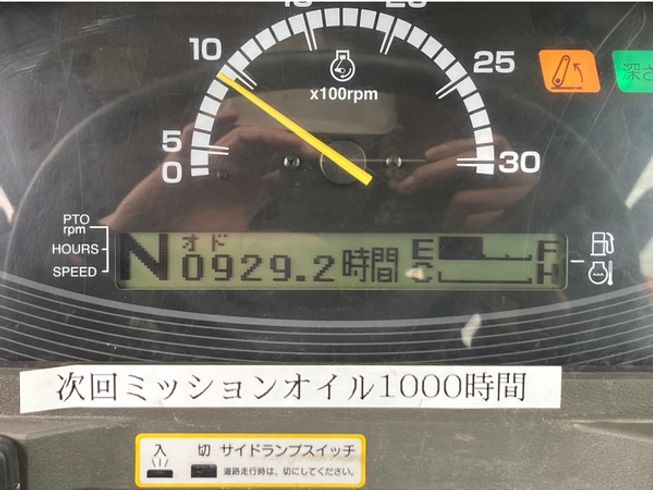 10
25
x100rpm
深さ
5
0
30
PTO
rpm
HOURS
SPEED
N オド
0929.2時間
E F
C H
次回ミッションオイル1000時間
入 切 サイドランプスイッチ
道路走行時は、切にしてください。